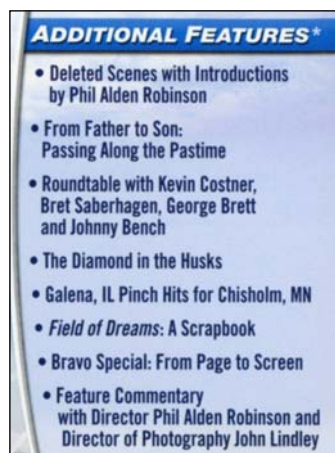 ADDITIONAL FEATURES*
• Deleted Scenes with Introductions
by Phil Alden Robinson
• From Father to Son:
Passing Along the Pastime
• Roundtable with Kevin Costner,
Bret Saberhagen, George Brett
and Johnny Bench
• The Diamond in the Husks
• Galena, IL Pinch Hits for Chisholm, MN
• Field of Dreams: A Scrapbook
• Bravo Special: From Page to Screen
• Feature Commentary
with Director Phil Alden Robinson and
Director of Photography John Lindley